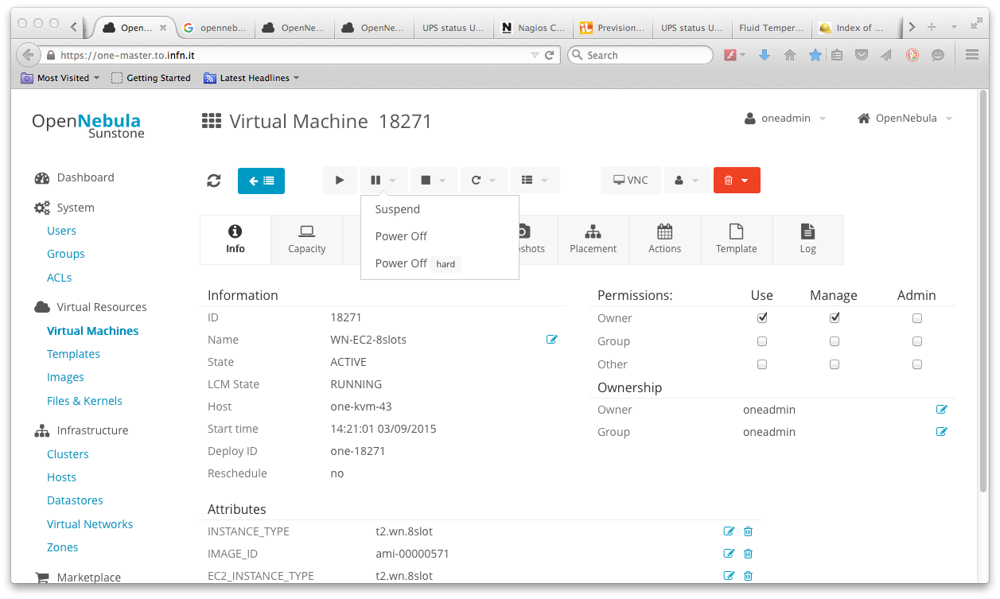 Open...
openneb...
OpenNe...
OpenNe...
UPS status U...
Nagios C...
Prevision...
UPS status U...
Fluid Temper...
Index of ...
https://one-master.to.infn.it
Search
Most Visited
Getting Started
Latest Headlines
OpenNebula
Sunstone
Virtual Machine 18271
oneadmin
OpenNebula
VNC
Suspend
Power Off
Power Off hard
Info
Capacity
shots
Placement
Actions
Template
Log
Dashboard
System
Users
Groups
ACLs
Virtual Resources
Virtual Machines
Templates
Images
Files & Kernels
Infrastructure
Clusters
Hosts
Datastores
Virtual Networks
Zones
Marketplace
Information
ID 18271
Name WN-EC2-8slots
State ACTIVE
LCM State RUNNING
Host one-kvm-43
Start time 14:21:01 03/09/2015
Deploy ID one-18271
Reschedule no
Permissions: Use Manage Admin
Owner
Group
Other
Ownership
Owner oneadmin
Group oneadmin
Attributes
INSTANCE_TYPE t2.wn.8slot
IMAGE_ID ami-00000571
EC2_INSTANCE_TYPE t2.wn.8slot